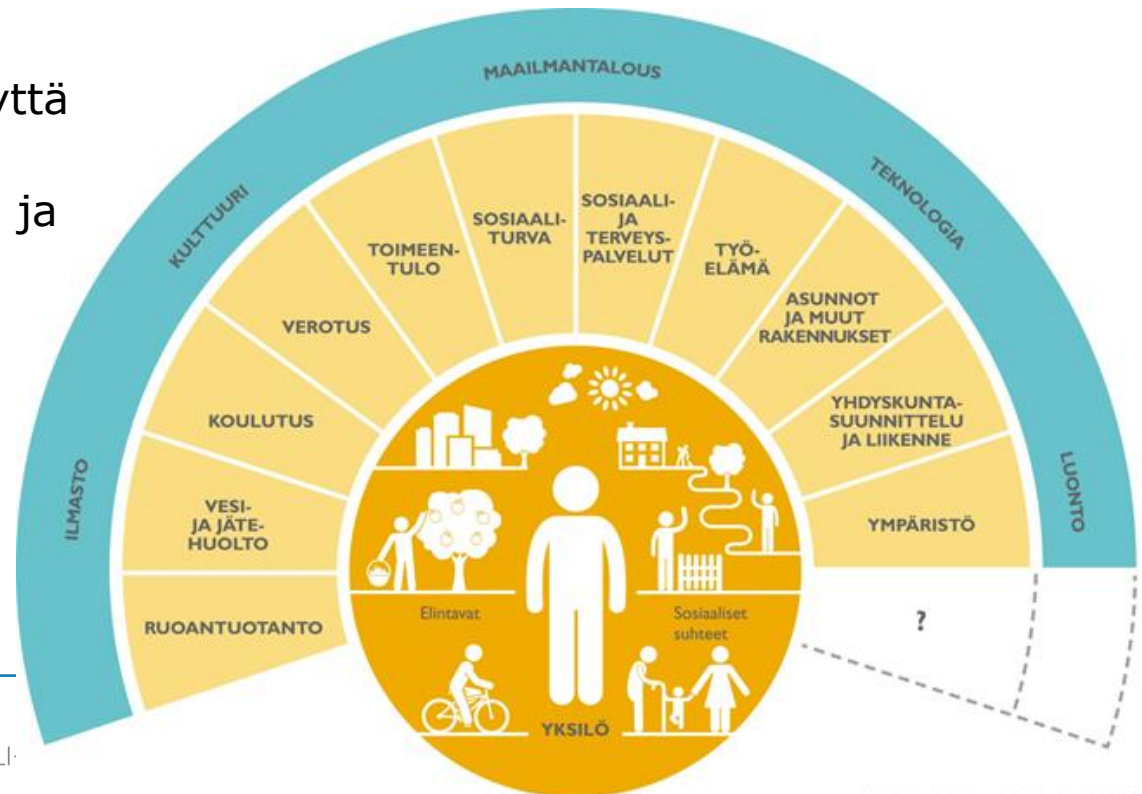 yttä
ja
MAAILMANTALOUS
KULTTUURI
TEKNOLOGIA
ILMASTO
LUONTO
RUOANTUOTANTO
VESI-
JA JÄTE-
HUOLTO
KOULUTUS
VEROTUS
TOIMEEN-
TULO
SOSIAALI-
TURVA
SOSIAALI-
JA
TERVEYS-
PALVELUT
TYÖ-
ELÄMÄ
ASUNNOT
JA MUUT
RAKENNUKSET
YHDYSKUNTA-
SUUNNITTELU
JA LIIKENNE
YMPÄRISTÖ
?
Elintavat
Sosiaaliset
suhteet
YKSILÖ